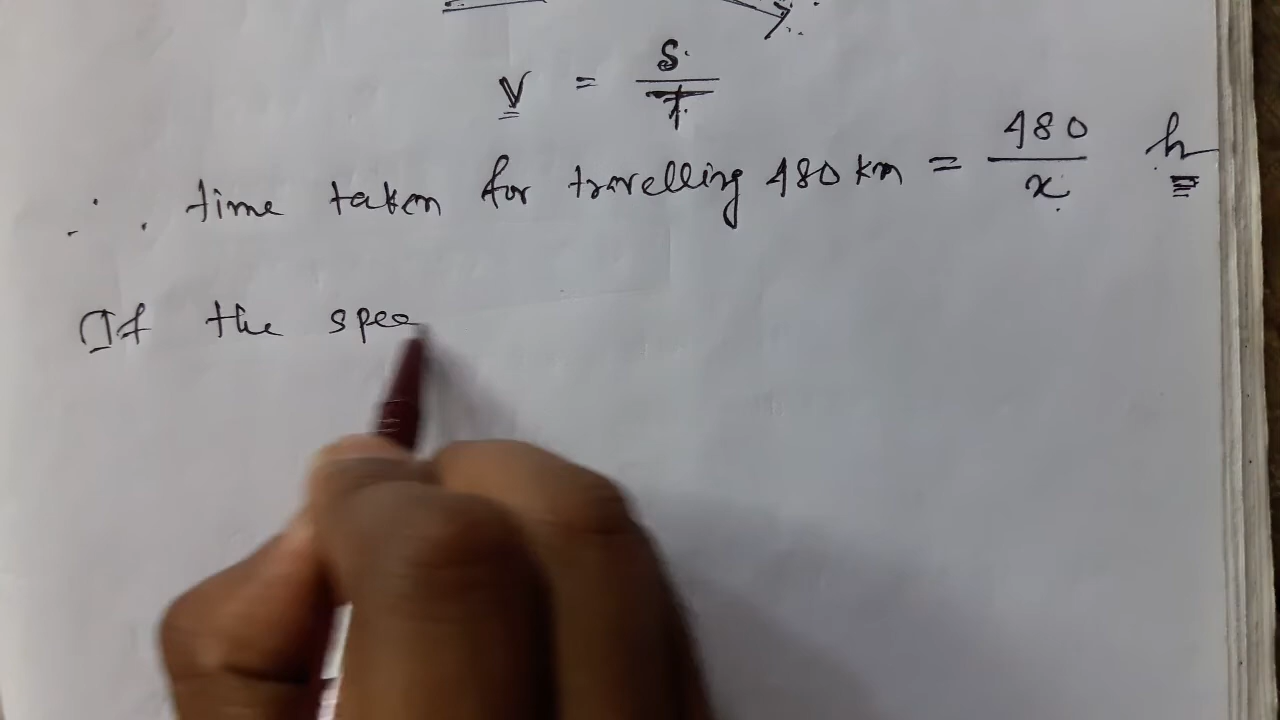 V = S/T
∴ time taken for travelling 480 km = 480/x h
If the spee